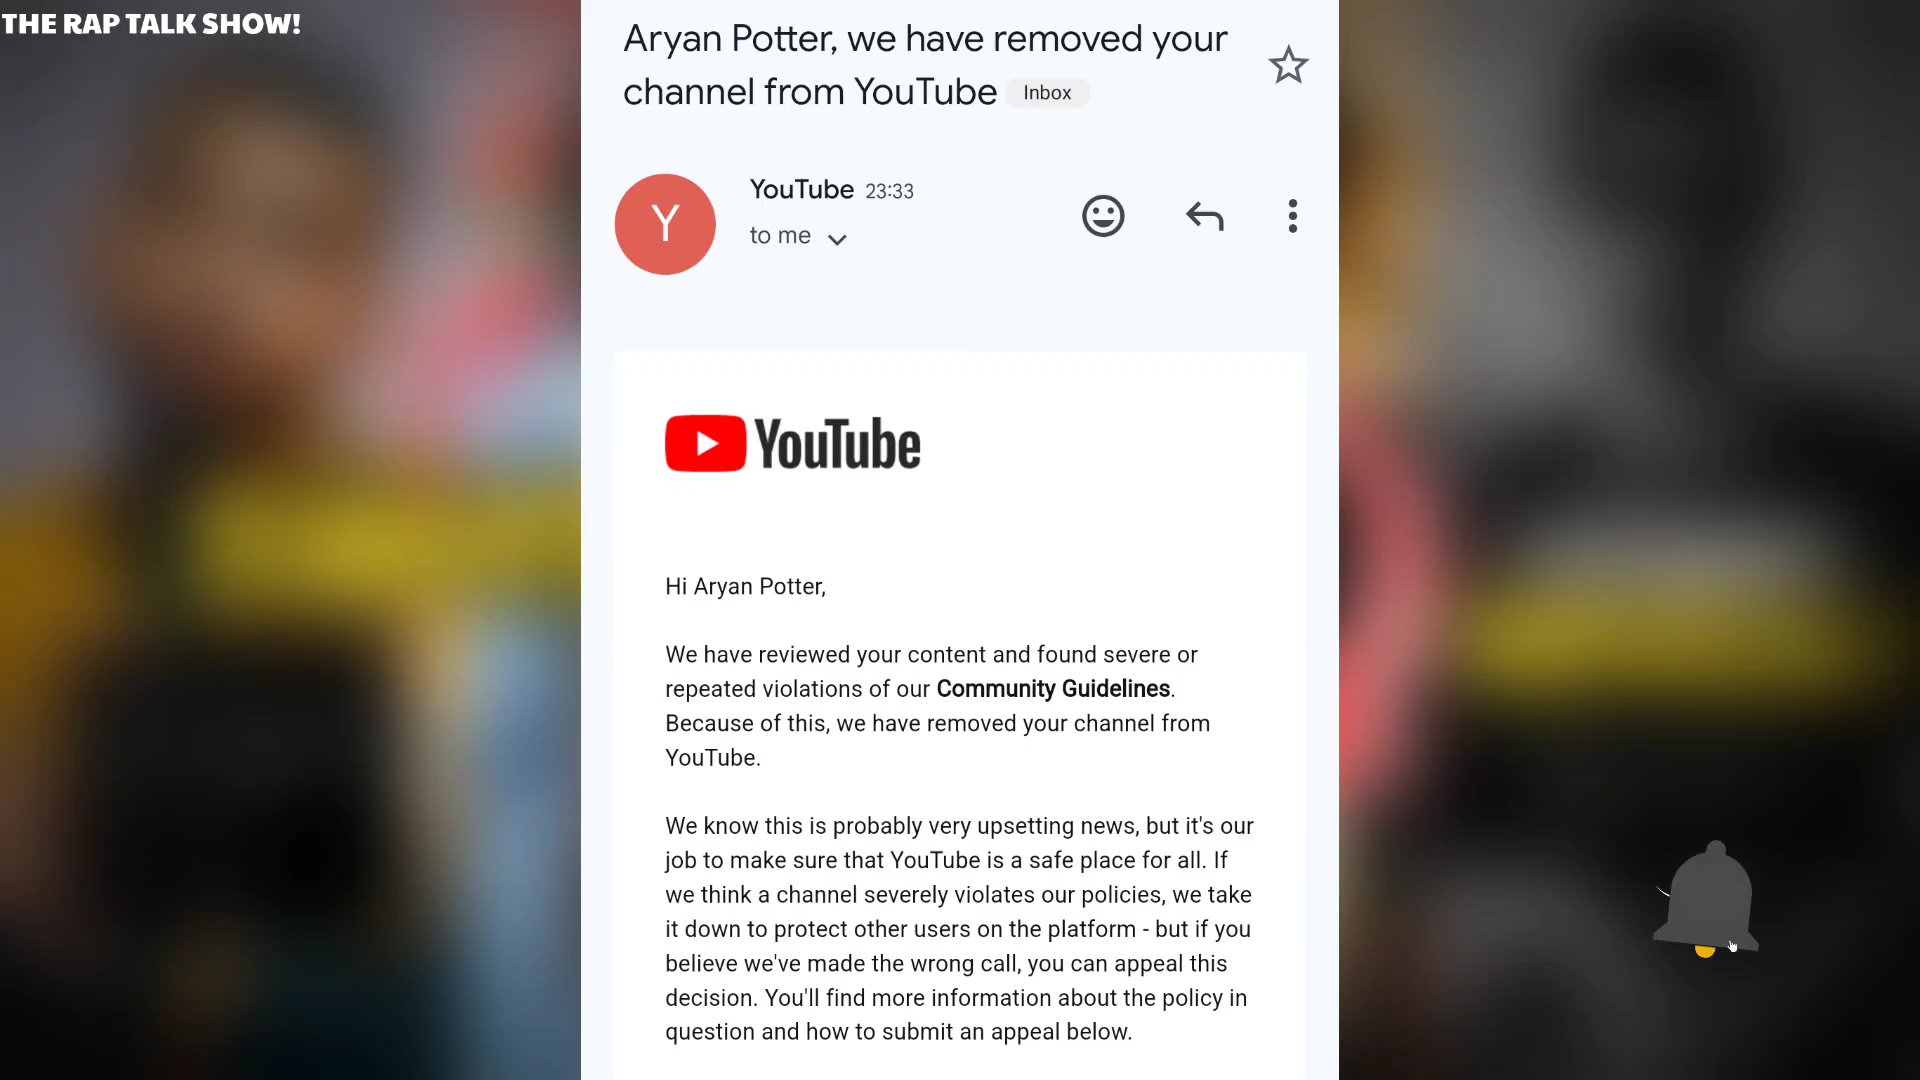 THE RAP TALK SHOW!
Aryan Potter, we have removed your
channel from YouTube Inbox
Y
YouTube 23:33
to me
YouTube
Hi Aryan Potter,
We have reviewed your content and found severe or
repeated violations of our Community Guidelines.
Because of this, we have removed your channel from
YouTube.
We know this is probably very upsetting news, but it's our
job to make sure that YouTube is a safe place for all. If
we think a channel severely violates our policies, we take
it down to protect other users on the platform - but if you
believe we've made the wrong call, you can appeal this
decision. You'll find more information about the policy in
question and how to submit an appeal below.